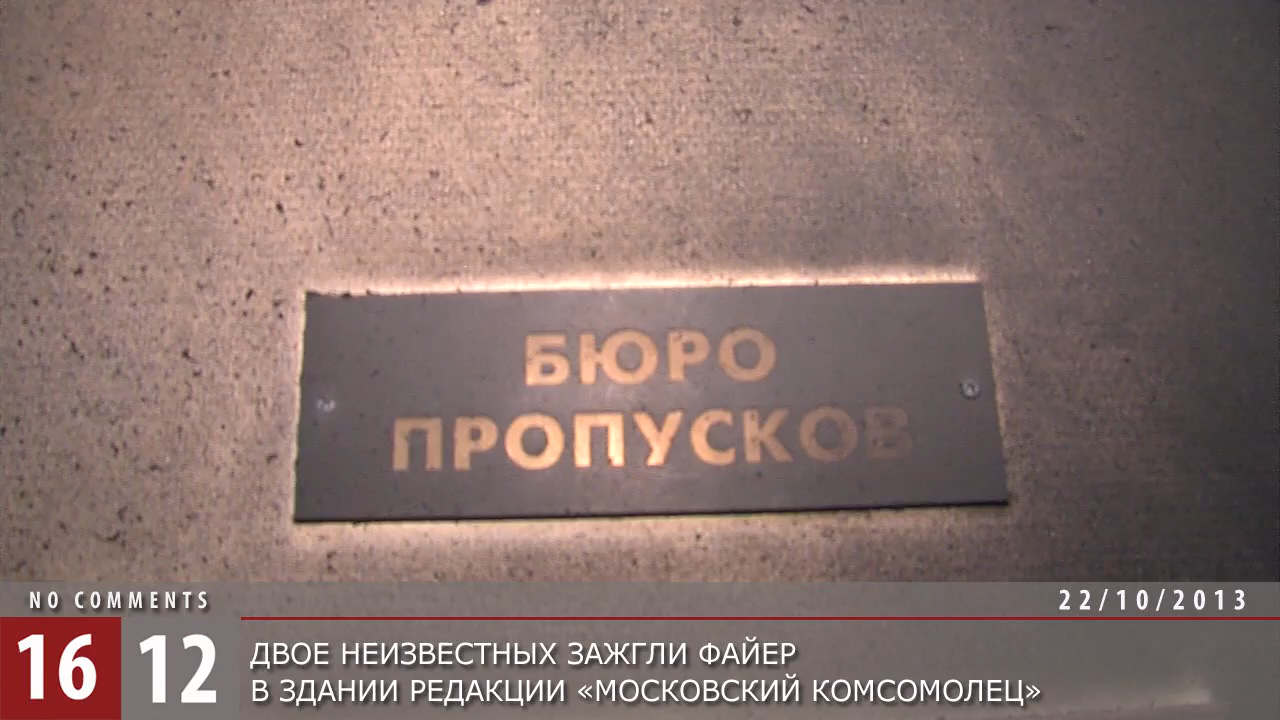 БЮРО
ПРОПУСКОВ
NO COMMENTS
22/10/2013
16 12
ДВОЕ НЕИЗВЕСТНЫХ ЗАЖГЛИ ФАЙЕР
В ЗДАНИИ РЕДАКЦИИ «МОСКОВСКИЙ КОМСОМОЛЕЦ»